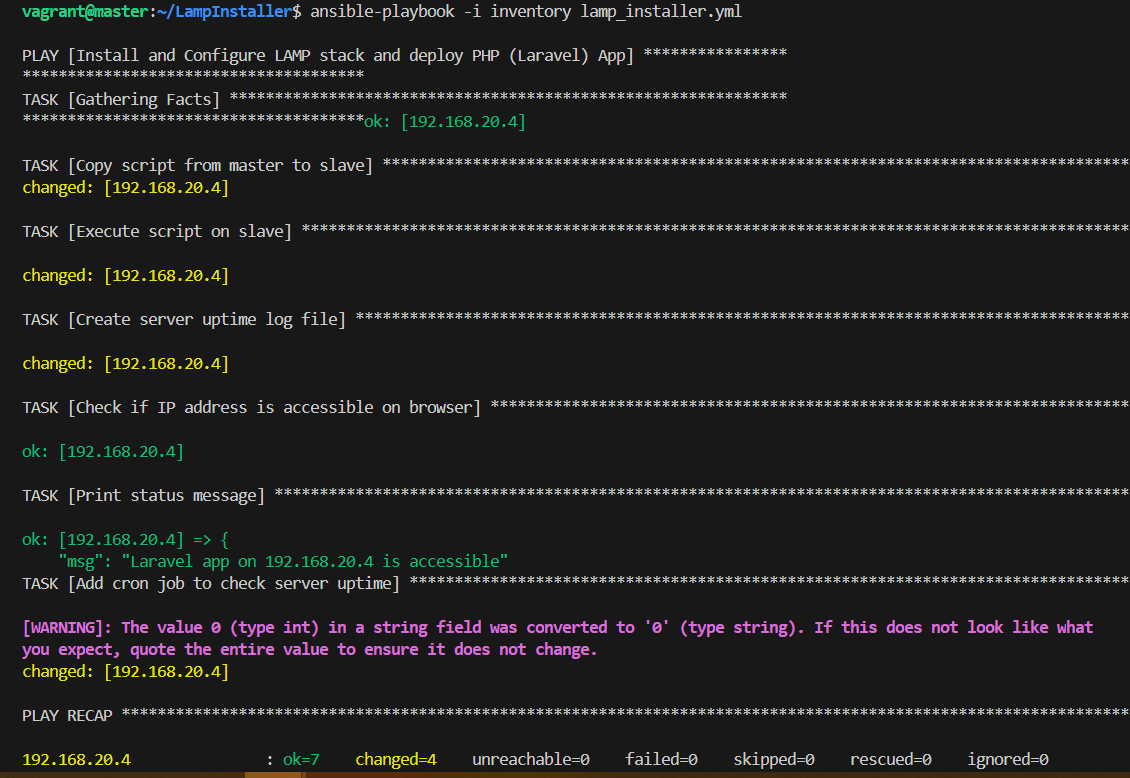 vagrant@master:~/LampInstaller$ ansible-playbook -i inventory lamp_installer.yml
PLAY [Install and Configure LAMP stack and deploy PHP (Laravel) App] ****************
**************************************
TASK [Gathering Facts] **************************************************************
**************************************ok: [192.168.20.4]
TASK [Copy script from master to slave] ***********************************************************************************
changed: [192.168.20.4]
TASK [Execute script on slave] ********************************************************************************************
changed: [192.168.20.4]
TASK [Create server uptime log file] **************************************************************************************
changed: [192.168.20.4]
TASK [Check if IP address is accessible on browser] ***********************************************************************
ok: [192.168.20.4]
TASK [Print status message] ***********************************************************************************************
ok: [192.168.20.4] => {
    "msg": "Laravel app on 192.168.20.4 is accessible"
TASK [Add cron job to check server uptime] ********************************************************************************
[WARNING]: The value 0 (type int) in a string field was converted to '0' (type string). If this does not look like what
you expect, quote the entire value to ensure it does not change.
changed: [192.168.20.4]
PLAY RECAP ****************************************************************************************************************
192.168.20.4               : ok=7    changed=4    unreachable=0    failed=0    skipped=0    rescued=0    ignored=0